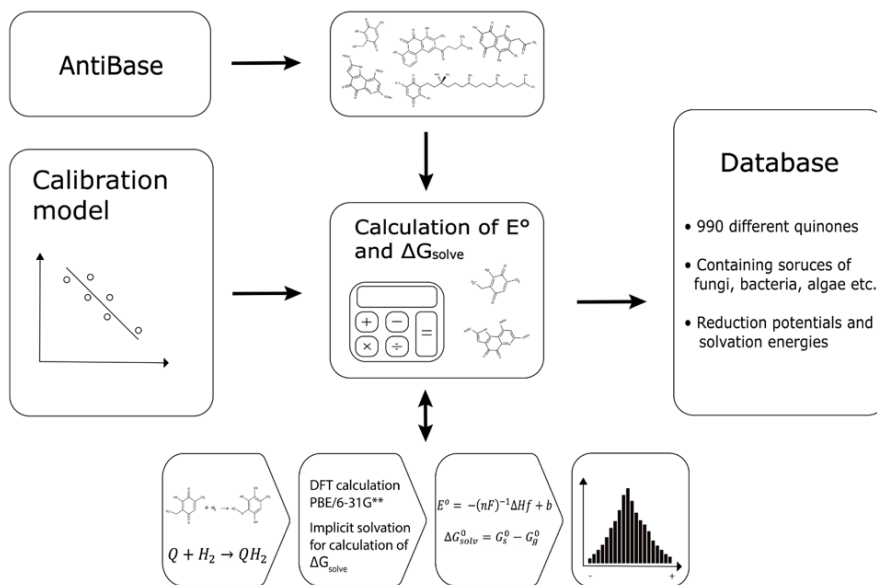 AntiBase
Calibration
model
Calculation of E°
and ΔGsolve
+
−
=
×
÷
Database
• 990 different quinones
• Containing soruces of
fungi, bacteria, algae etc.
• Reduction potentials and
solvation energies
+ H₂
Q + H₂ → QH₂
DFT calculation
PBE/6-31G**
Implicit solvation
for calculation of
ΔGsolve
E° = −(nF)⁻¹ΔHf + b
ΔG⁰solv = G⁰s − G⁰g
- +